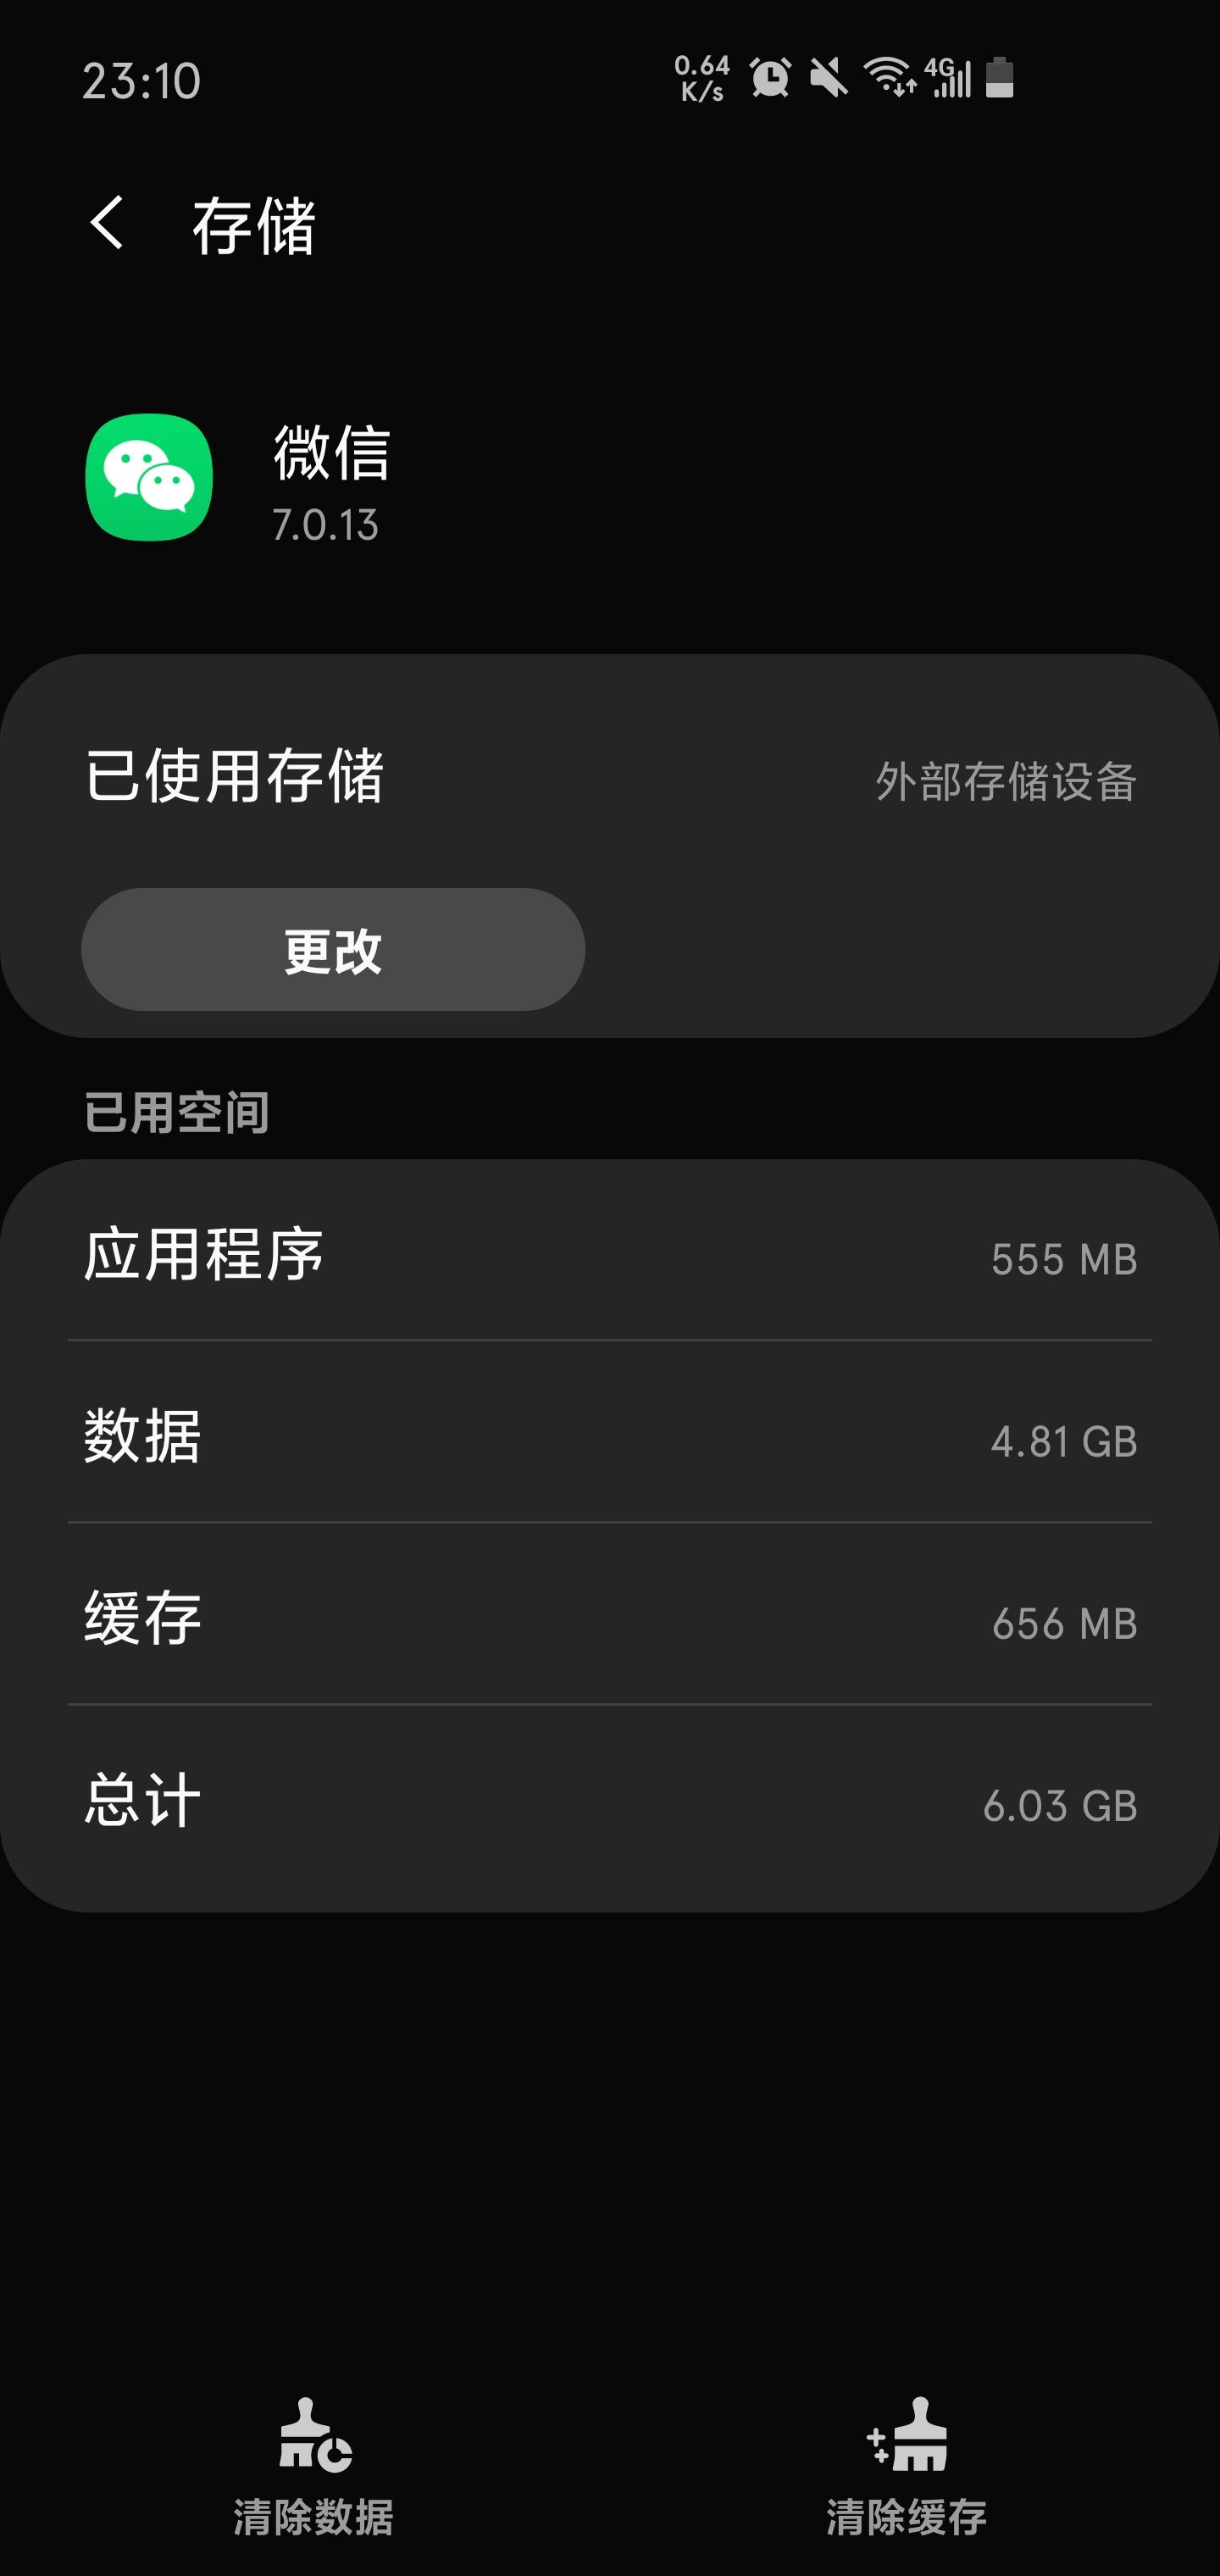 23:10 0.64 K/s 4G
存储
微信
7.0.13
已使用存储 外部存储设备
更改
已用空间
应用程序 555 MB
数据 4.81 GB
缓存 656 MB
总计 6.03 GB
清除数据 清除缓存